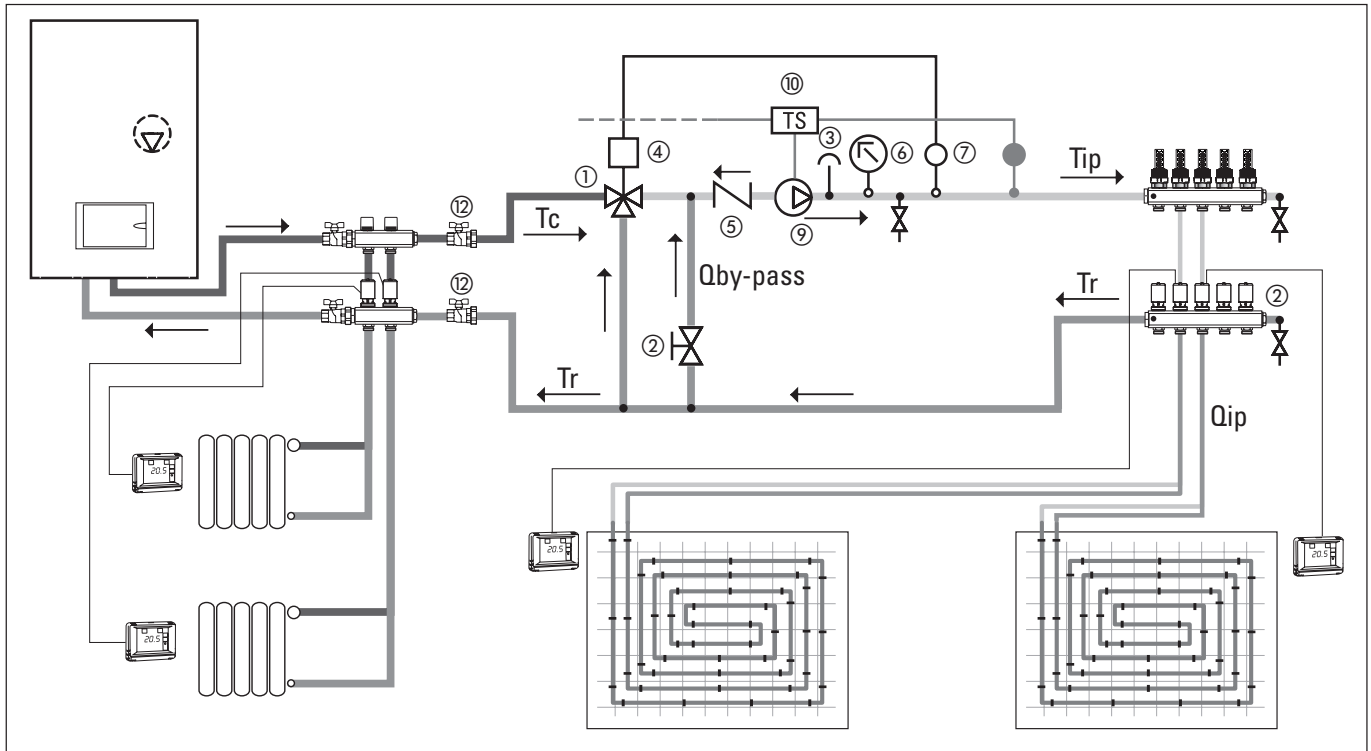 ⑩
TS
④
③
⑥
⑦
Tip
①
⑫
Tc
⑤
⑨
Qby-pass
⑫
Tr
②
②
Tr
Qip
20.5
20.5
20.5
20.5